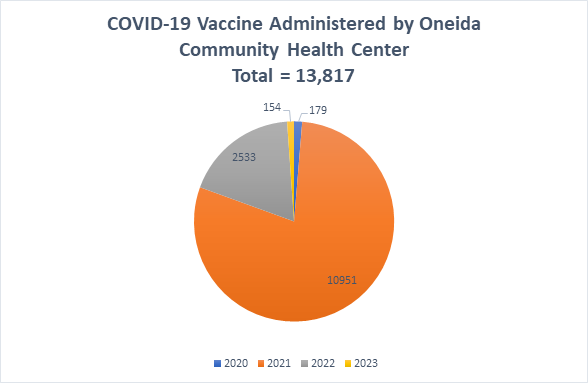 COVID-19 Vaccine Administered by Oneida
Community Health Center
Total = 13,817
154
179
2533
10951
2020 2021 2022 2023